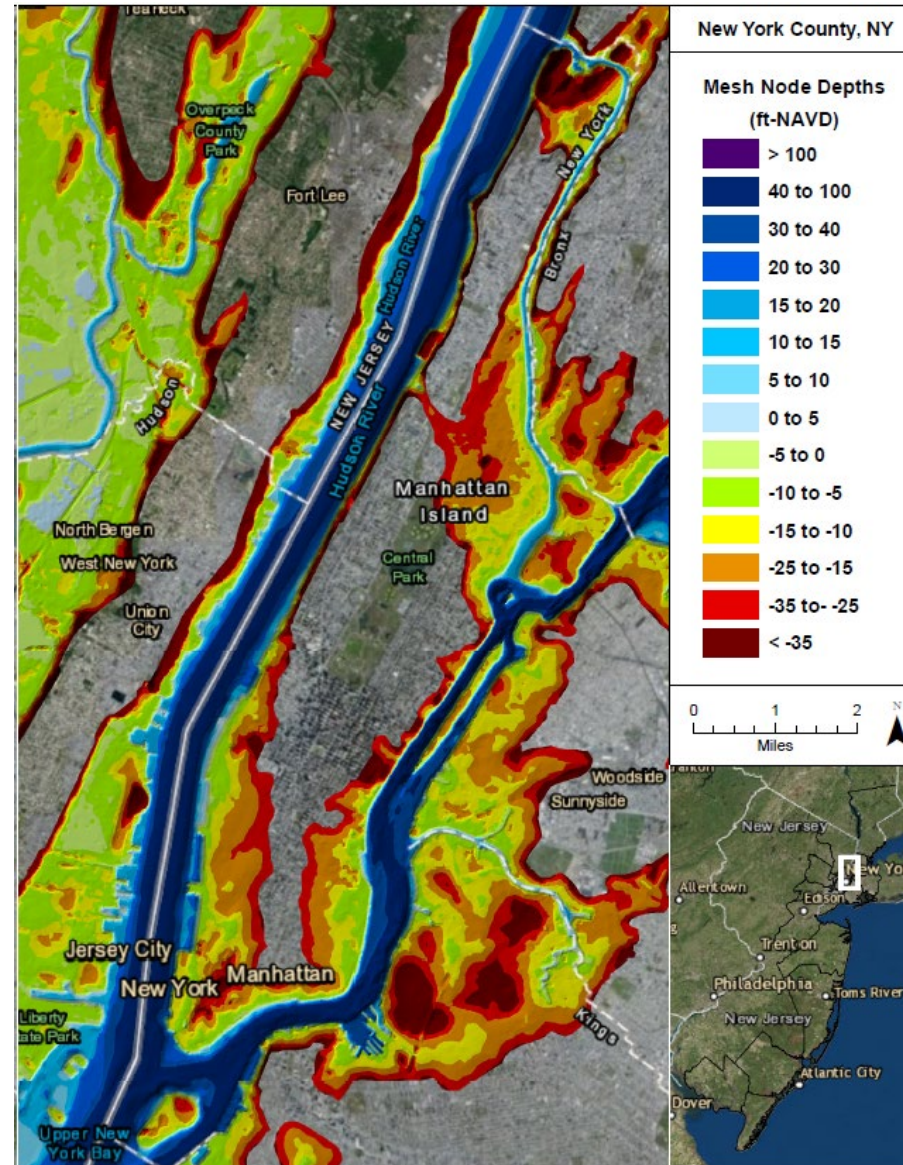 Teaneck
Overpeck
County
Park
Fort Lee
New York
Bronx
Hudson River
NEW JERSEY
Hudson River
Hudson
Manhattan
Island
North Bergen
West New York
Central
Park
Union
City
Woodside
Sunnyside
Jersey City
New York
Manhattan
Liberty
tate Park
Kings
Upper New
York Bay
New York County, NY
Mesh Node Depths
(ft-NAVD)
> 100
40 to 100
30 to 40
20 to 30
15 to 20
10 to 15
5 to 10
0 to 5
-5 to 0
-10 to -5
-15 to -10
-25 to -15
-35 to- -25
< -35
0 1 2
Miles
N
ranton
New Jersey
New Yo
Allentown
Edison
g
Trenton
Philadelphia
Toms River
New Jersey
Atlantic City
Dover